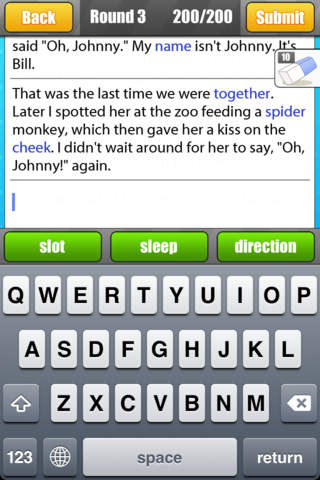 Back Round 3 200/200 Submit
said "Oh, Johnny." My name isn't Johnny. It's
Bill.
10
That was the last time we were together.
Later I spotted her at the zoo feeding a spider
monkey, which then gave her a kiss on the
cheek. I didn't wait around for her to say, "Oh,
Johnny!" again.
slot sleep direction
Q W E R T Y U I O P
A S D F G H J K L
Z X C V B N M
123 space return